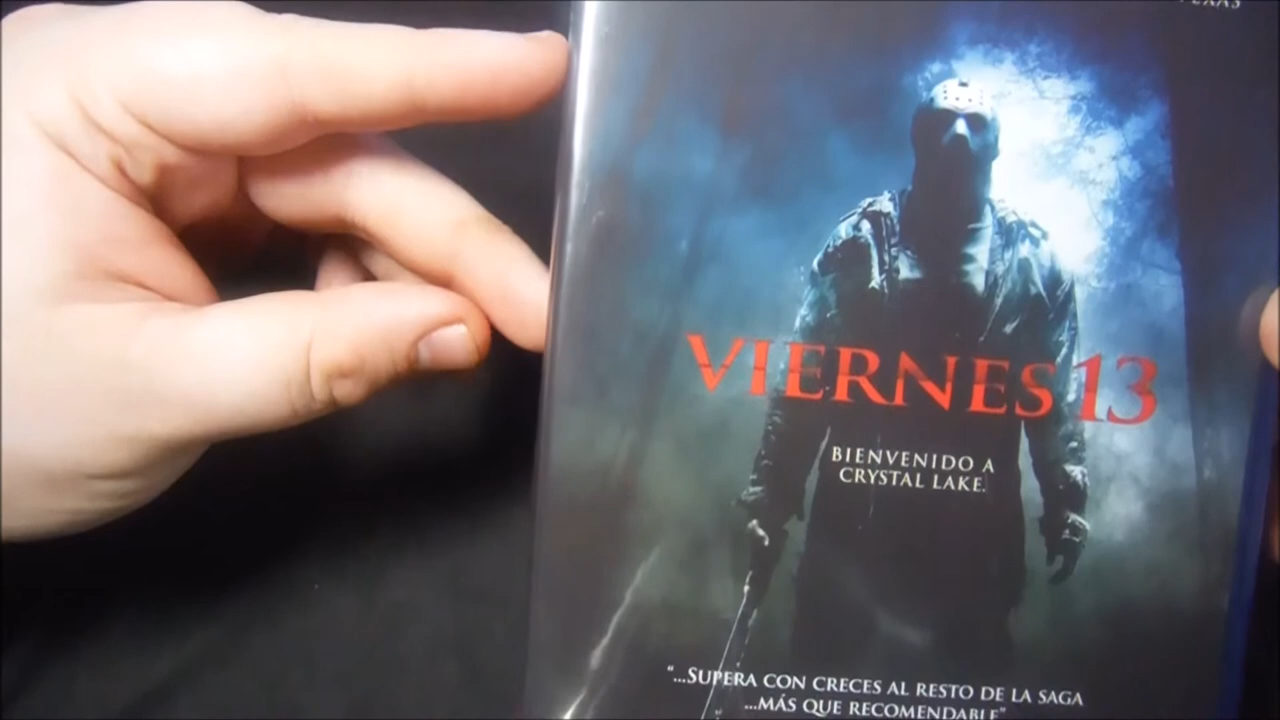 VIERNES 13
BIENVENIDO A
CRYSTAL LAKE.
"...SUPERA CON CRECES AL RESTO DE LA SAGA
...MÁS QUE RECOMENDABLE"